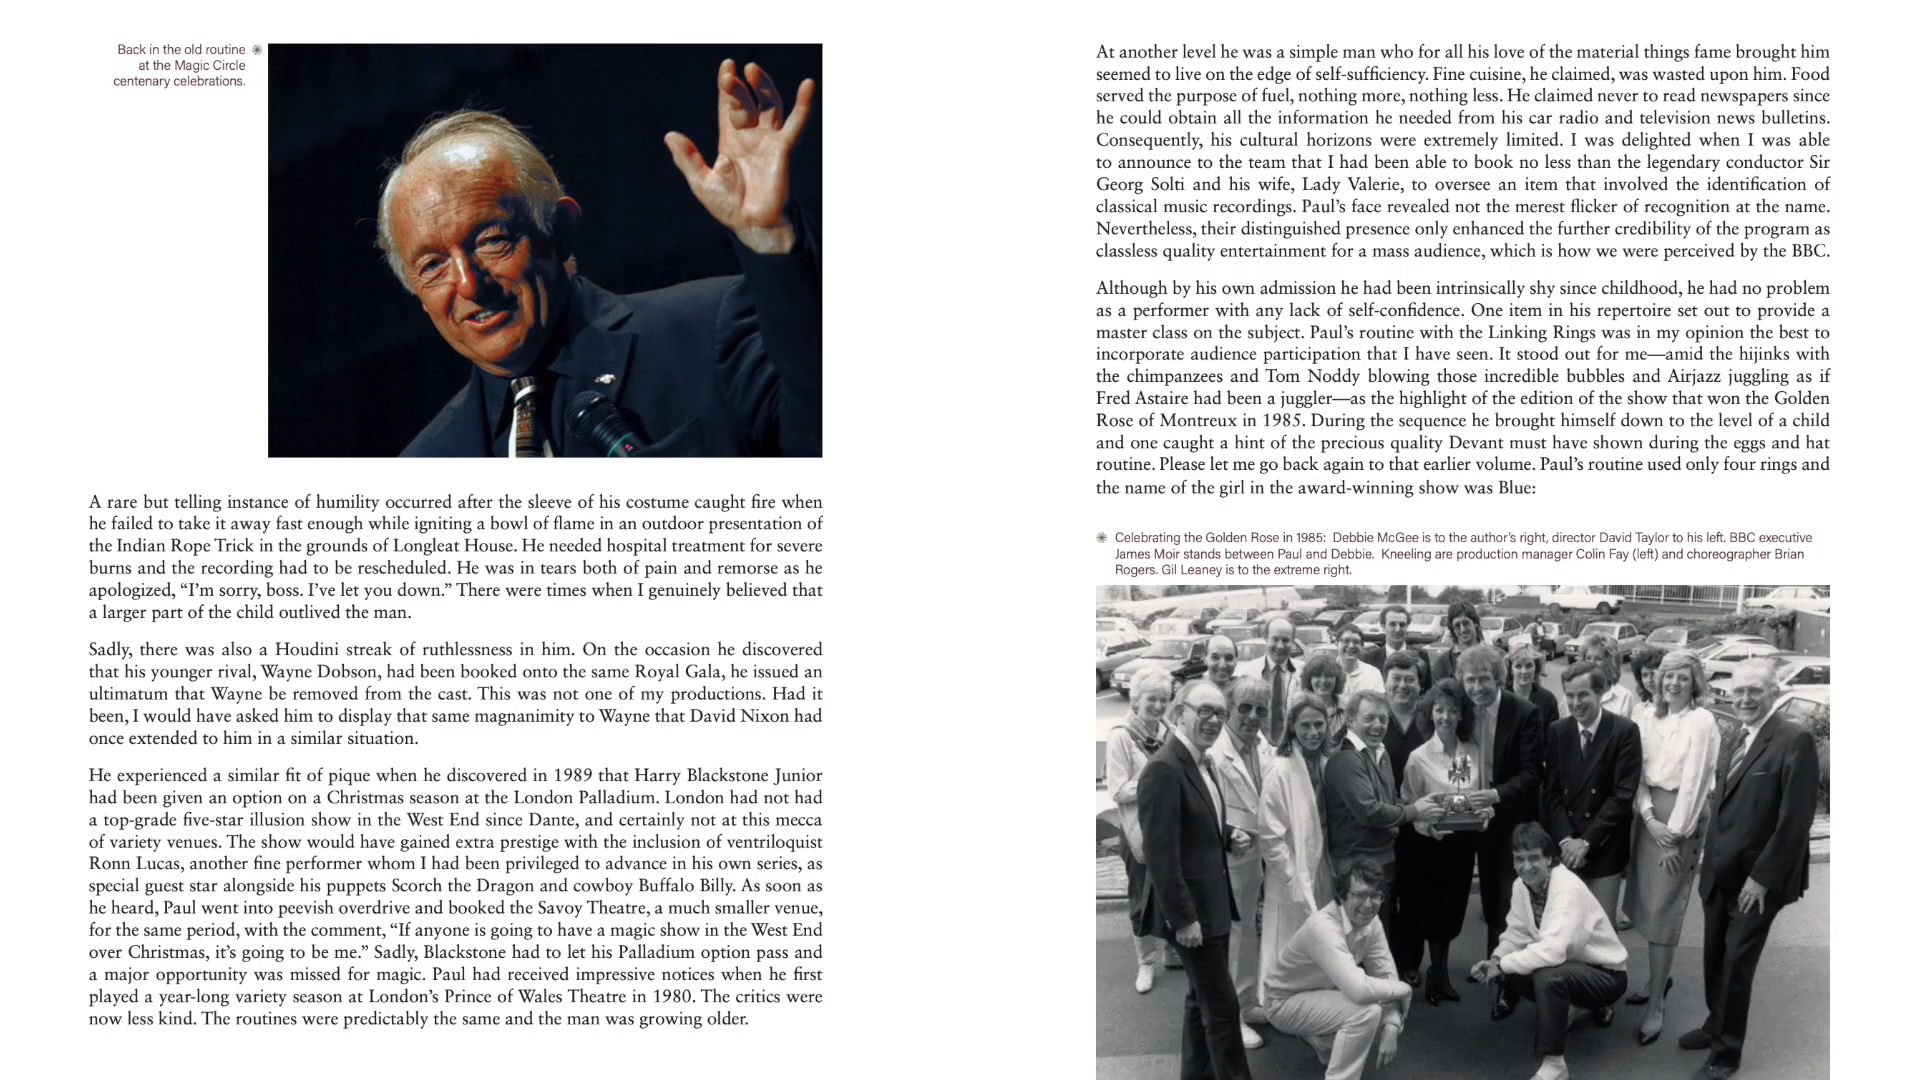 Back in the old routine
at the Magic Circle
centenary celebrations.
A rare but telling instance of humility occurred after the sleeve of his costume caught fire when
he failed to take it away fast enough while igniting a bowl of flame in an outdoor presentation of
the Indian Rope Trick in the grounds of Longleat House. He needed hospital treatment for severe
burns and the recording had to be rescheduled. He was in tears both of pain and remorse as he
apologized, “I’m sorry, boss. I’ve let you down.” There were times when I genuinely believed that
a larger part of the child outlived the man.
Sadly, there was also a Houdini streak of ruthlessness in him. On the occasion he discovered
that his younger rival, Wayne Dobson, had been booked onto the same Royal Gala, he issued an
ultimatum that Wayne be removed from the cast. This was not one of my productions. Had it
been, I would have asked him to display that same magnanimity to Wayne that David Nixon had
once extended to him in a similar situation.
He experienced a similar fit of pique when he discovered in 1989 that Harry Blackstone Junior
had been given an option on a Christmas season at the London Palladium. London had not had
a top-grade five-star illusion show in the West End since Dante, and certainly not at this mecca
of variety venues. The show would have gained extra prestige with the inclusion of ventriloquist
Ronn Lucas, another fine performer whom I had been privileged to advance in his own series, as
special guest star alongside his puppets Scorch the Dragon and cowboy Buffalo Billy. As soon as
he heard, Paul went into peevish overdrive and booked the Savoy Theatre, a much smaller venue,
for the same period, with the comment, “If anyone is going to have a magic show in the West End
over Christmas, it’s going to be me.” Sadly, Blackstone had to let his Palladium option pass and
a major opportunity was missed for magic. Paul had received impressive notices when he first
played a year-long variety season at London’s Prince of Wales Theatre in 1980. The critics were
now less kind. The routines were predictably the same and the man was growing older.
At another level he was a simple man who for all his love of the material things fame brought him
seemed to live on the edge of self-sufficiency. Fine cuisine, he claimed, was wasted upon him. Food
served the purpose of fuel, nothing more, nothing less. He claimed never to read newspapers since
he could obtain all the information he needed from his car radio and television news bulletins.
Consequently, his cultural horizons were extremely limited. I was delighted when I was able
to announce to the team that I had been able to book no less than the legendary conductor Sir
Georg Solti and his wife, Lady Valerie, to oversee an item that involved the identification of
classical music recordings. Paul’s face revealed not the merest flicker of recognition at the name.
Nevertheless, their distinguished presence only enhanced the further credibility of the program as
classless quality entertainment for a mass audience, which is how we were perceived by the BBC.
Although by his own admission he had been intrinsically shy since childhood, he had no problem
as a performer with any lack of self-confidence. One item in his repertoire set out to provide a
master class on the subject. Paul’s routine with the Linking Rings was in my opinion the best to
incorporate audience participation that I have seen. It stood out for me—amid the hijinks with
the chimpanzees and Tom Noddy blowing those incredible bubbles and Airjazz juggling as if
Fred Astaire had been a juggler—as the highlight of the edition of the show that won the Golden
Rose of Montreux in 1985. During the sequence he brought himself down to the level of a child
and one caught a hint of the precious quality Devant must have shown during the eggs and hat
routine. Please let me go back again to that earlier volume. Paul’s routine used only four rings and
the name of the girl in the award-winning show was Blue:
Celebrating the Golden Rose in 1985: Debbie McGee is to the author’s right, director David Taylor to his left. BBC executive
James Moir stands between Paul and Debbie. Kneeling are production manager Colin Fay (left) and choreographer Brian
Rogers. Gil Leaney is to the extreme right.